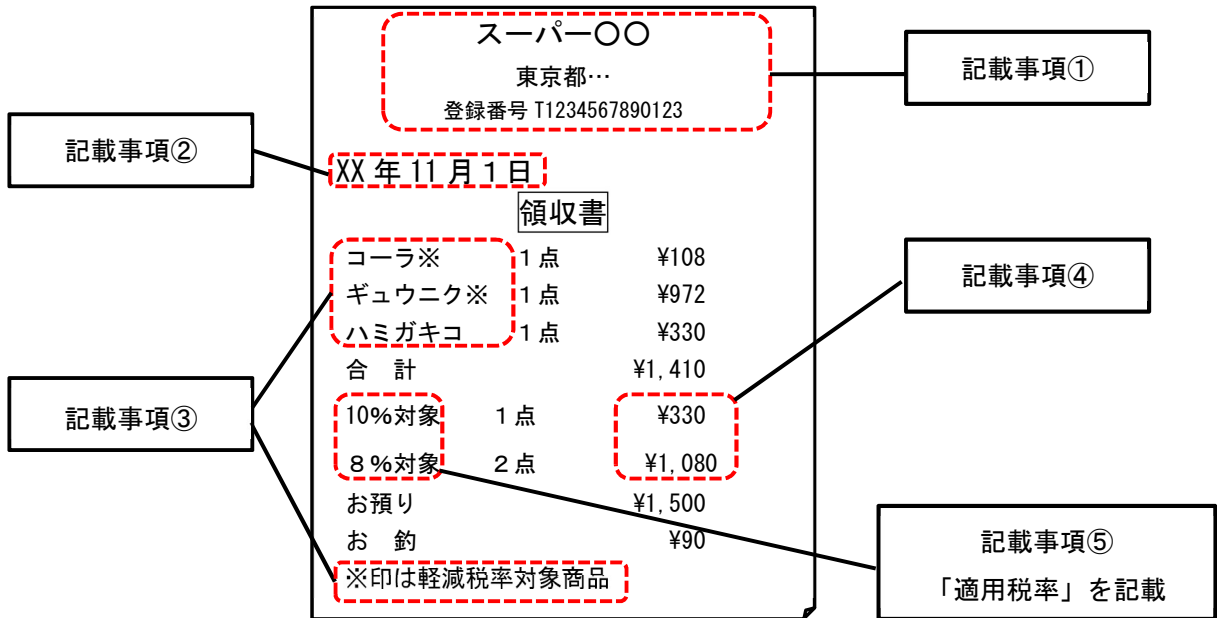 スーパー〇〇
東京都…
登録番号 T1234567890123
記載事項①
記載事項②
XX 年 11 月 1 日
領収書
コーラ※ 1 点 ¥108
ギュウニク※ 1 点 ¥972
ハミガキコ 1 点 ¥330
合 計 ¥1,410
10%対象 1 点 ¥330
8%対象 2 点 ¥1,080
お預り ¥1,500
お 釣 ¥90
※印は軽減税率対象商品
記載事項③
記載事項④
記載事項⑤
「適用税率」を記載